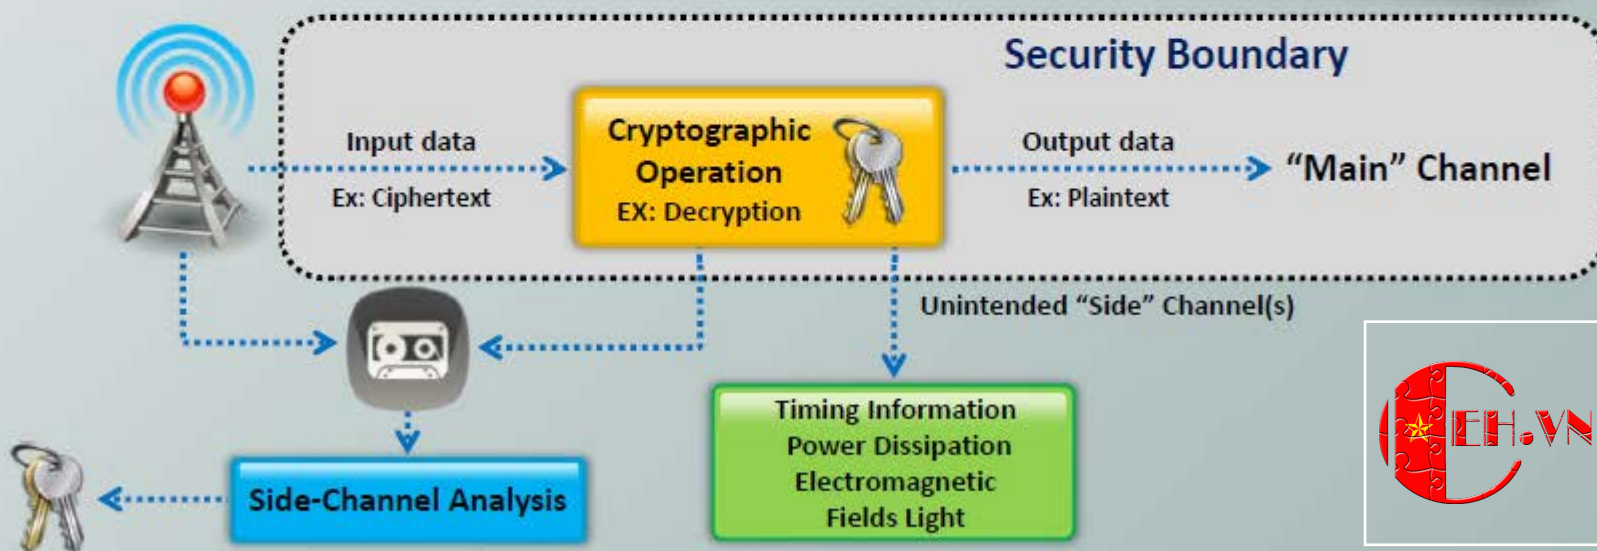 Security Boundary
Input data
Ex: Ciphertext
Cryptographic
Operation
EX: Decryption
Output data
Ex: Plaintext
“Main” Channel
Unintended “Side” Channel(s)
Timing Information
Power Dissipation
Electromagnetic
Fields Light
Side-Channel Analysis
CEH.VN